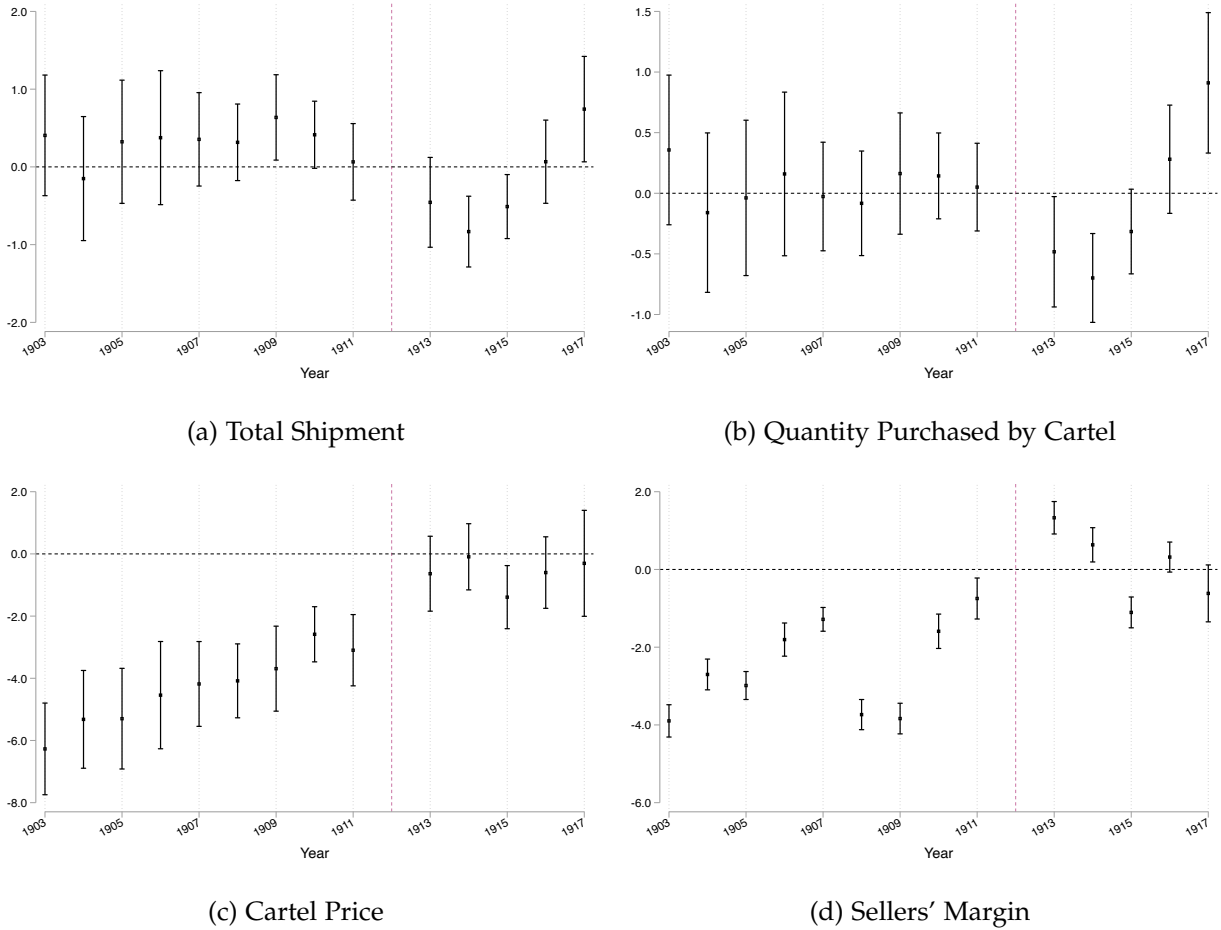 2.0
1.0
0.0
-1.0
-2.0
1903 1905 1907 1909 1911 1913 1915 1917
Year
(a) Total Shipment
1.5
1.0
0.5
0.0
-0.5
-1.0
1903 1905 1907 1909 1911 1913 1915 1917
Year
(b) Quantity Purchased by Cartel
2.0
0.0
-2.0
-4.0
-6.0
-8.0
1903 1905 1907 1909 1911 1913 1915 1917
Year
(c) Cartel Price
2.0
0.0
-2.0
-4.0
-6.0
1903 1905 1907 1909 1911 1913 1915 1917
Year
(d) Sellers' Margin